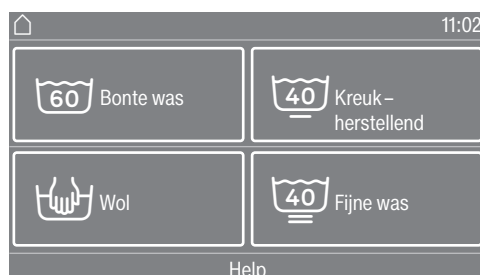 11:02
60 Bonte was
40 Kreuk–
herstellend
Wol
40 Fijne was
Help